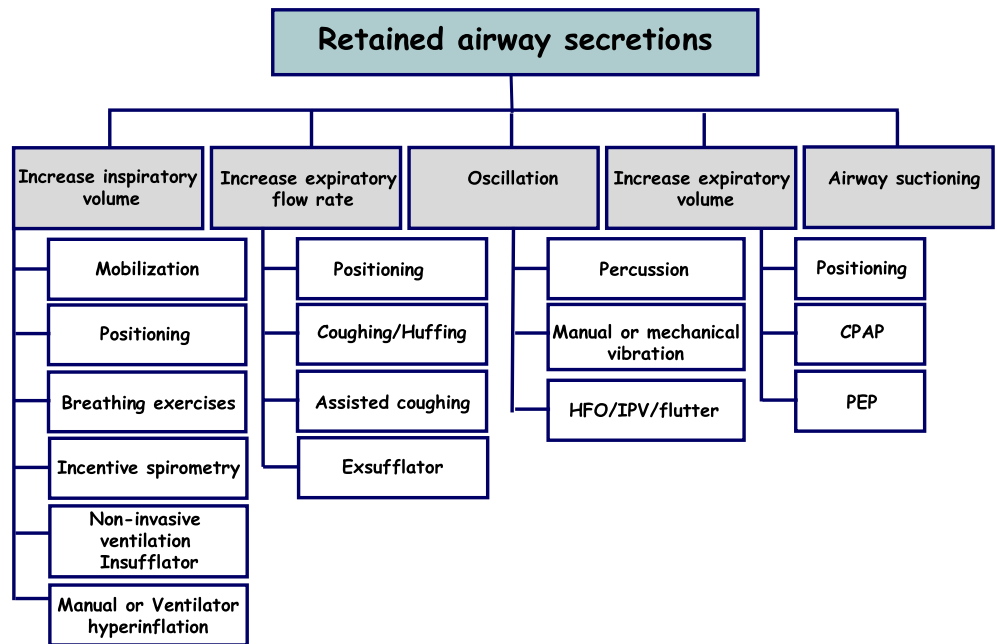 Retained airway secretions
Increase inspiratory
volume
Increase expiratory
flow rate
Oscillation
Increase expiratory
volume
Airway suctioning
Mobilization
Positioning
Breathing exercises
Incentive spirometry
Non-invasive
ventilation
Insufflator
Manual or Ventilator
hyperinflation
Positioning
Coughing/Huffing
Assisted coughing
Exsufflator
Percussion
Manual or mechanical
vibration
HFO/IPV/flutter
Positioning
CPAP
PEP